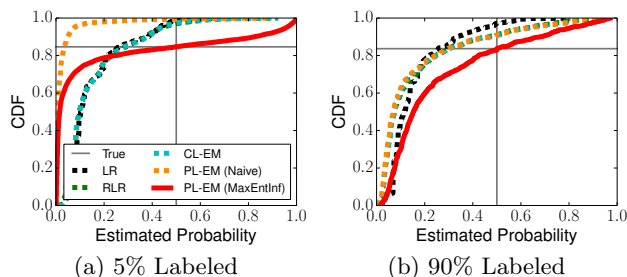 1.0
0.8
0.6
0.4
0.2
0.0
CDF
0.0 0.2 0.4 0.6 0.8 1.0
Estimated Probability
True
LR
RLR
CL-EM
PL-EM (Naive)
PL-EM (MaxEntInf)
(a) 5% Labeled
1.0
0.8
0.6
0.4
0.2
0.0
CDF
0.0 0.2 0.4 0.6 0.8 1.0
Estimated Probability
(b) 90% Labeled